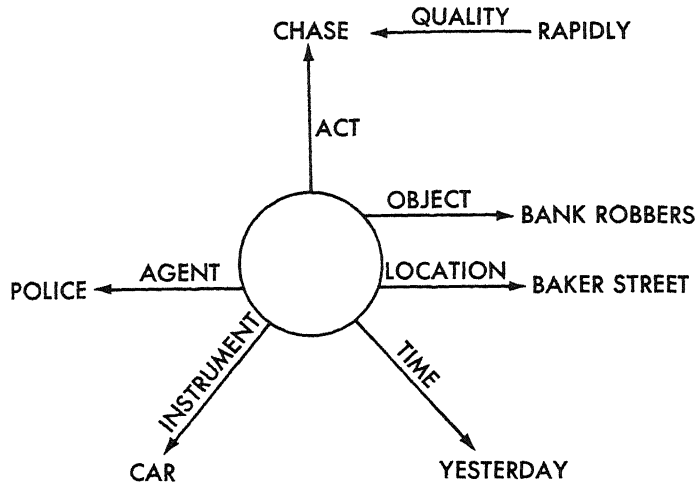 CHASE
QUALITY
RAPIDLY
ACT
OBJECT
BANK ROBBERS
LOCATION
BAKER STREET
AGENT
POLICE
INSTRUMENT
CAR
TIME
YESTERDAY